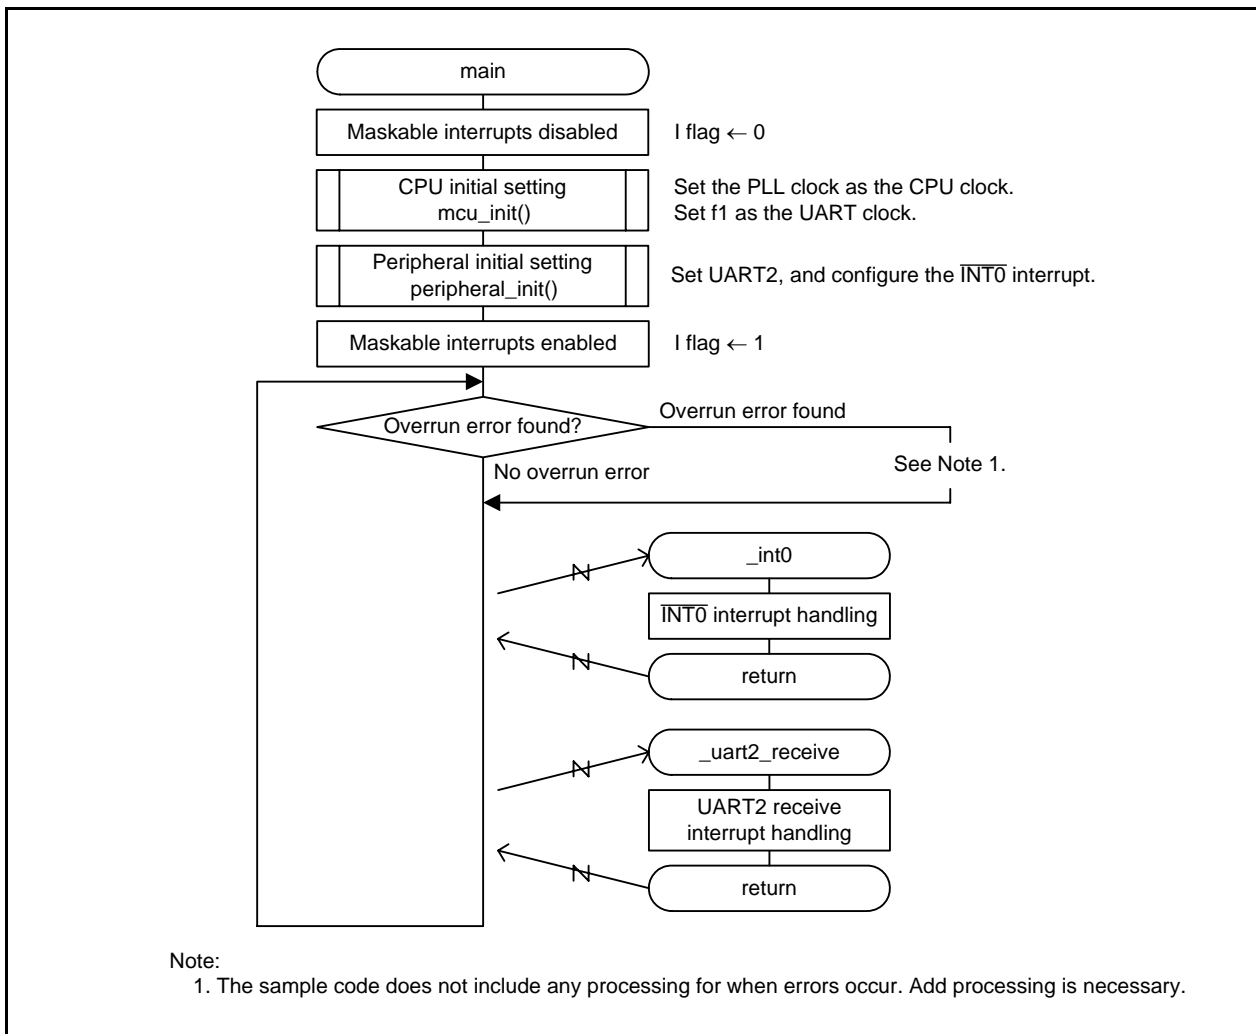 main
Maskable interrupts disabled
I flag ← 0
CPU initial setting
mcu_init()
Set the PLL clock as the CPU clock.
Set f1 as the UART clock.
Peripheral initial setting
peripheral_init()
Set UART2, and configure the I̅N̅T̅0̅ interrupt.
Maskable interrupts enabled
I flag ← 1
Overrun error found?
Overrun error found
No overrun error
See Note 1.
_int0
I̅N̅T̅0̅ interrupt handling
return
_uart2_receive
UART2 receive
interrupt handling
return
Note:
1. The sample code does not include any processing for when errors occur. Add processing is necessary.